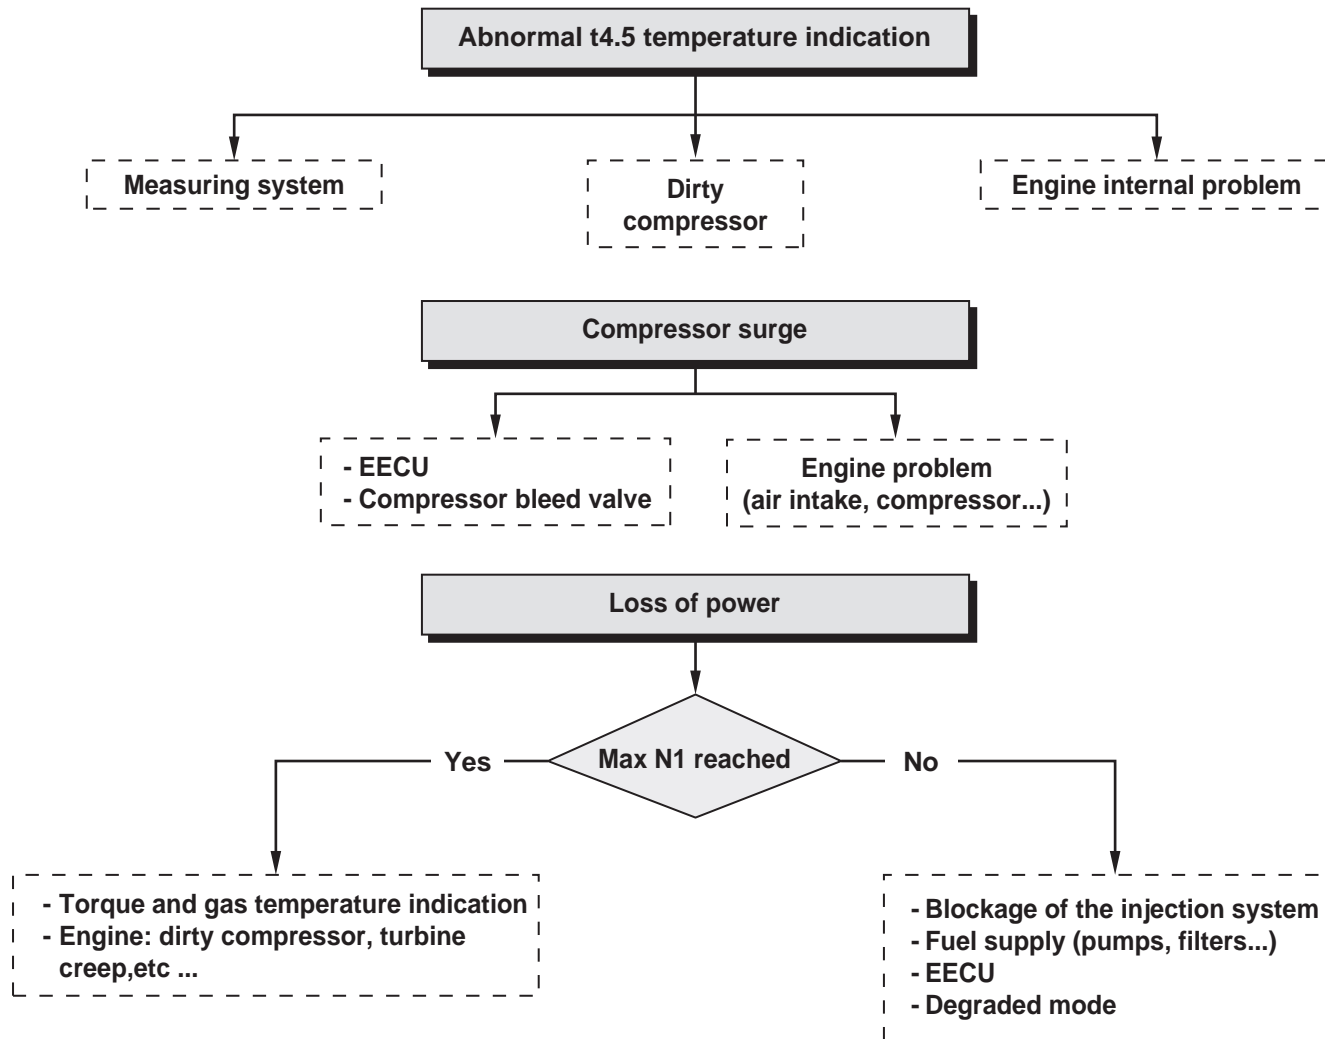 Abnormal t4.5 temperature indication
Measuring system
Dirty
compressor
Engine internal problem
Compressor surge
- EECU
- Compressor bleed valve
Engine problem
(air intake, compressor...)
Loss of power
Max N1 reached
Yes
No
- Torque and gas temperature indication
- Engine: dirty compressor, turbine
creep,etc ...
- Blockage of the injection system
- Fuel supply (pumps, filters...)
- EECU
- Degraded mode